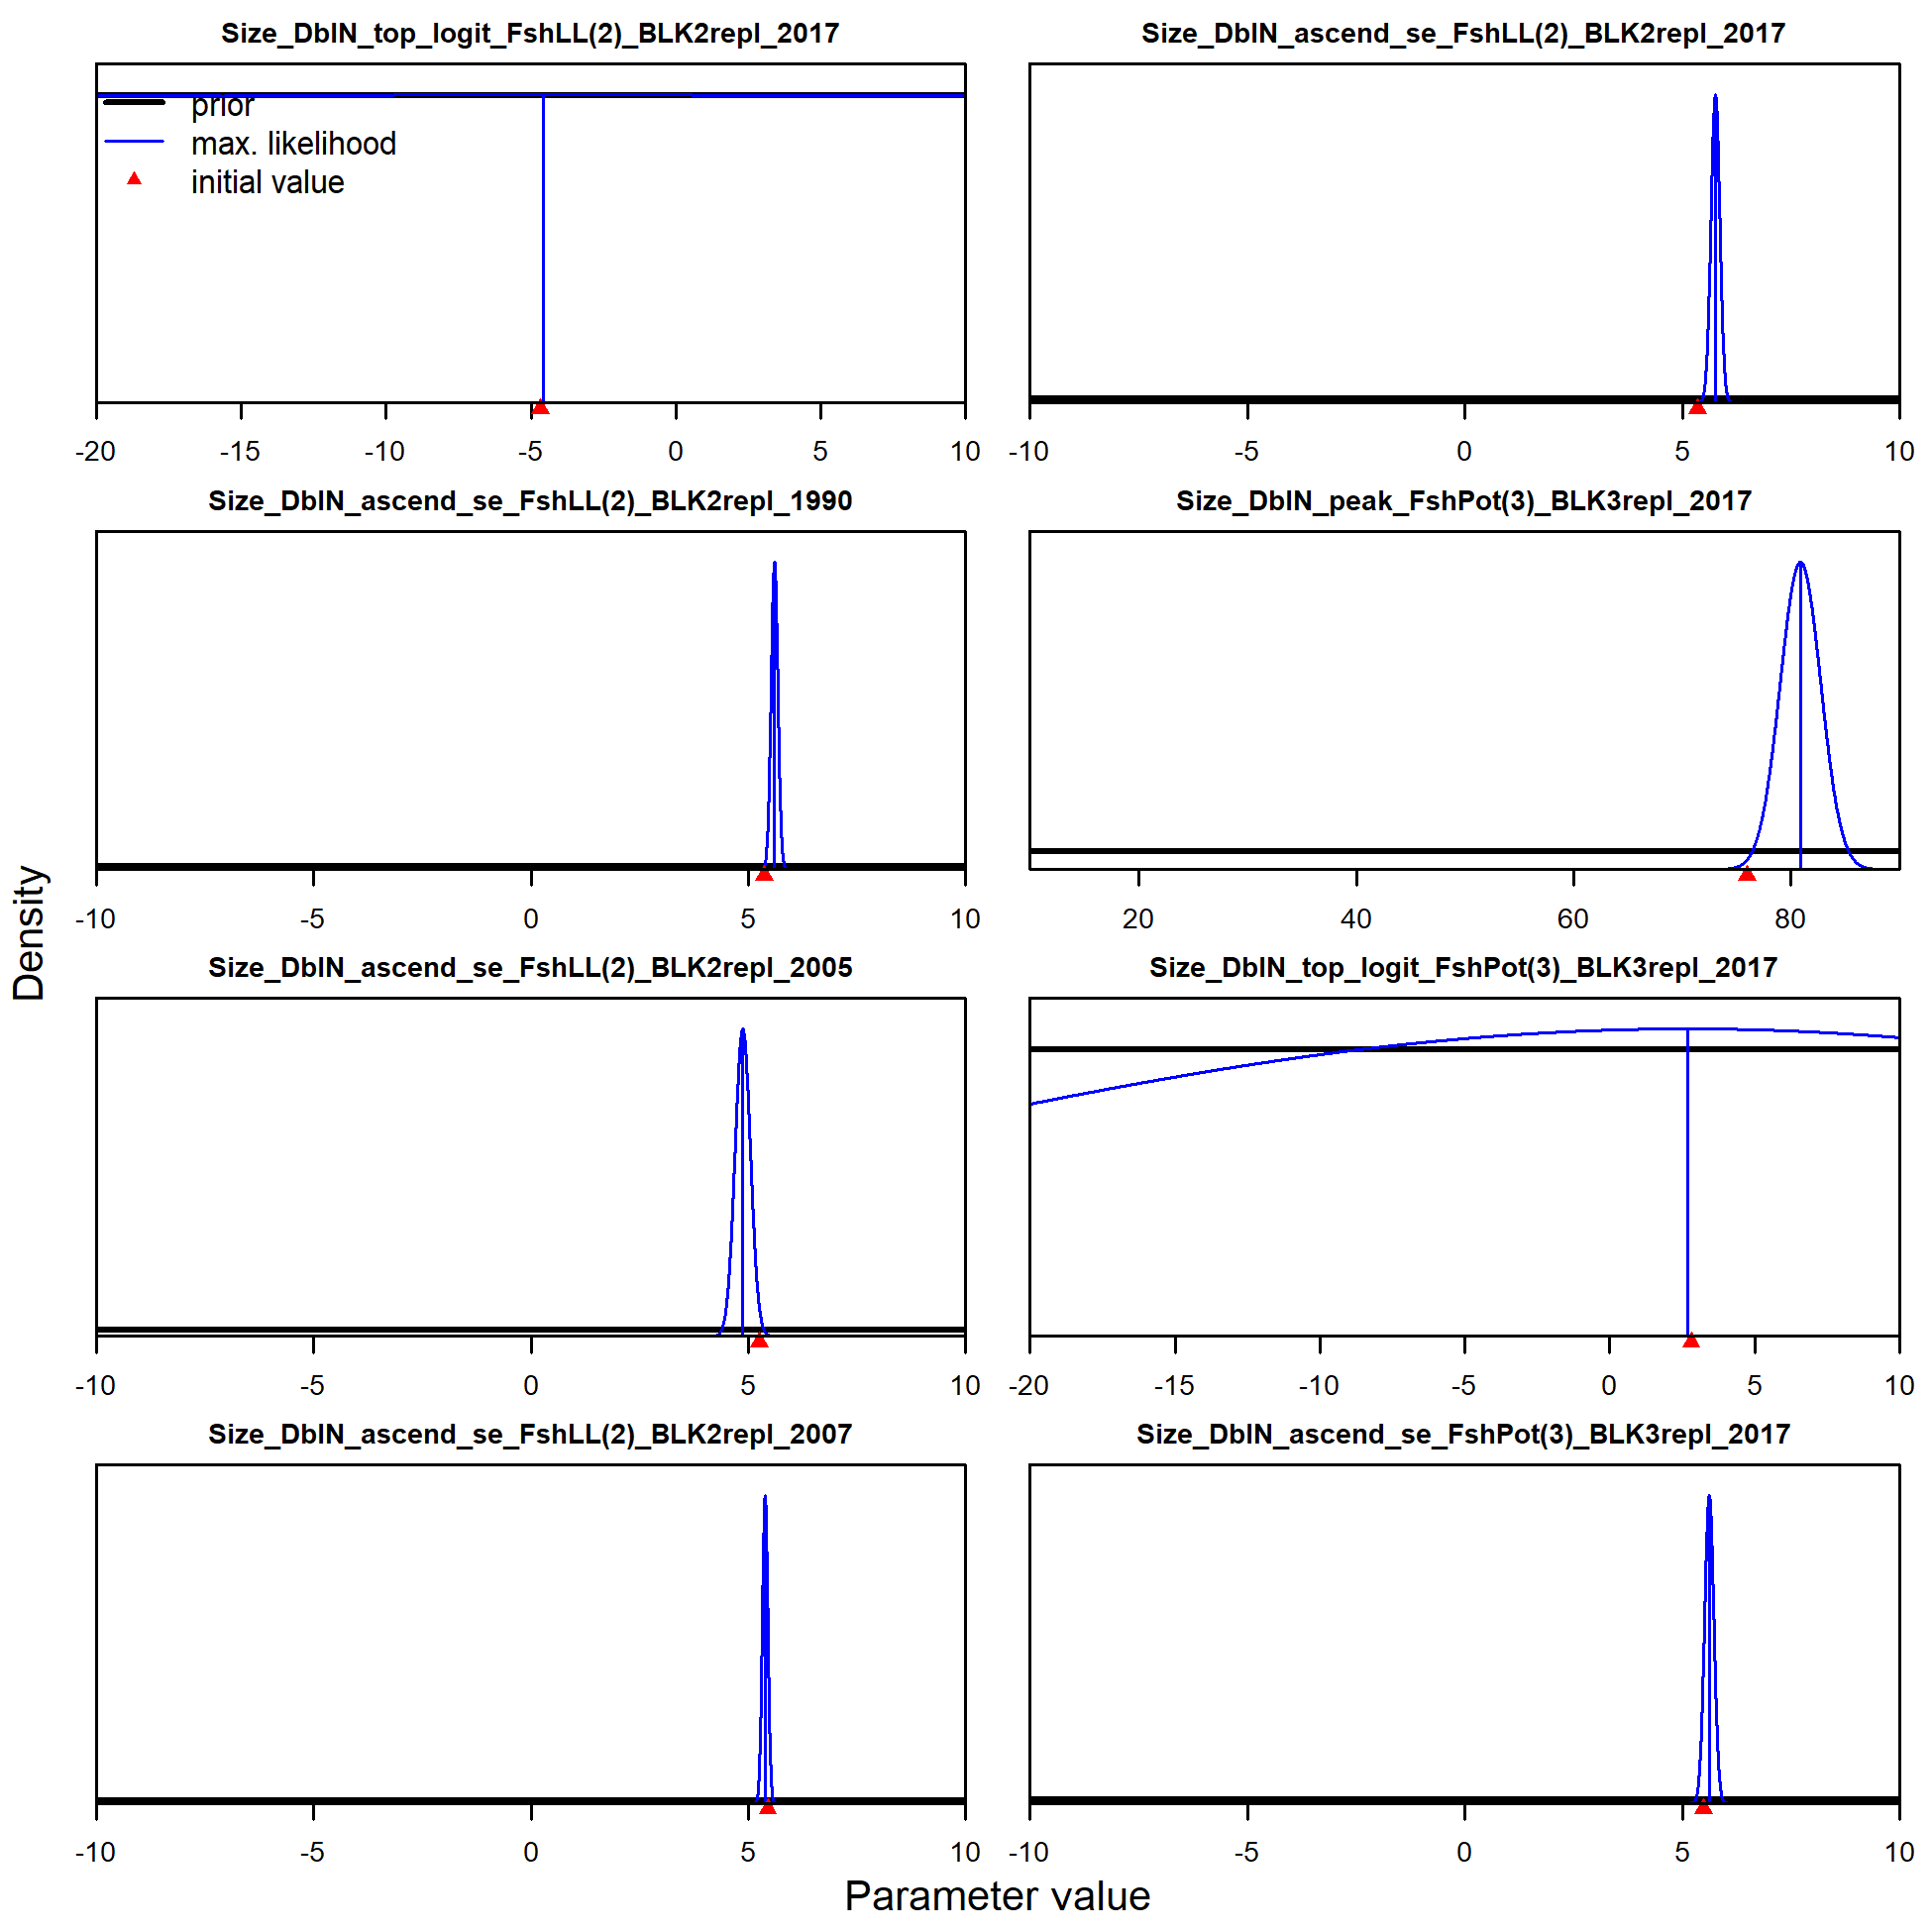 Size_DblN_top_logit_FshLL(2)_BLK2repl_2017
prior
max. likelihood
initial value
-20 -15 -10 -5 0 5 10
Size_DblN_ascend_se_FshLL(2)_BLK2repl_2017
-10 -5 0 5 10
Size_DblN_ascend_se_FshLL(2)_BLK2repl_1990
-10 -5 0 5 10
Size_DblN_peak_FshPot(3)_BLK3repl_2017
20 40 60 80
Density
Size_DblN_ascend_se_FshLL(2)_BLK2repl_2005
-10 -5 0 5 10
Size_DblN_top_logit_FshPot(3)_BLK3repl_2017
-20 -15 -10 -5 0 5 10
Size_DblN_ascend_se_FshLL(2)_BLK2repl_2007
-10 -5 0 5 10
Size_DblN_ascend_se_FshPot(3)_BLK3repl_2017
-10 -5 0 5 10
Parameter value